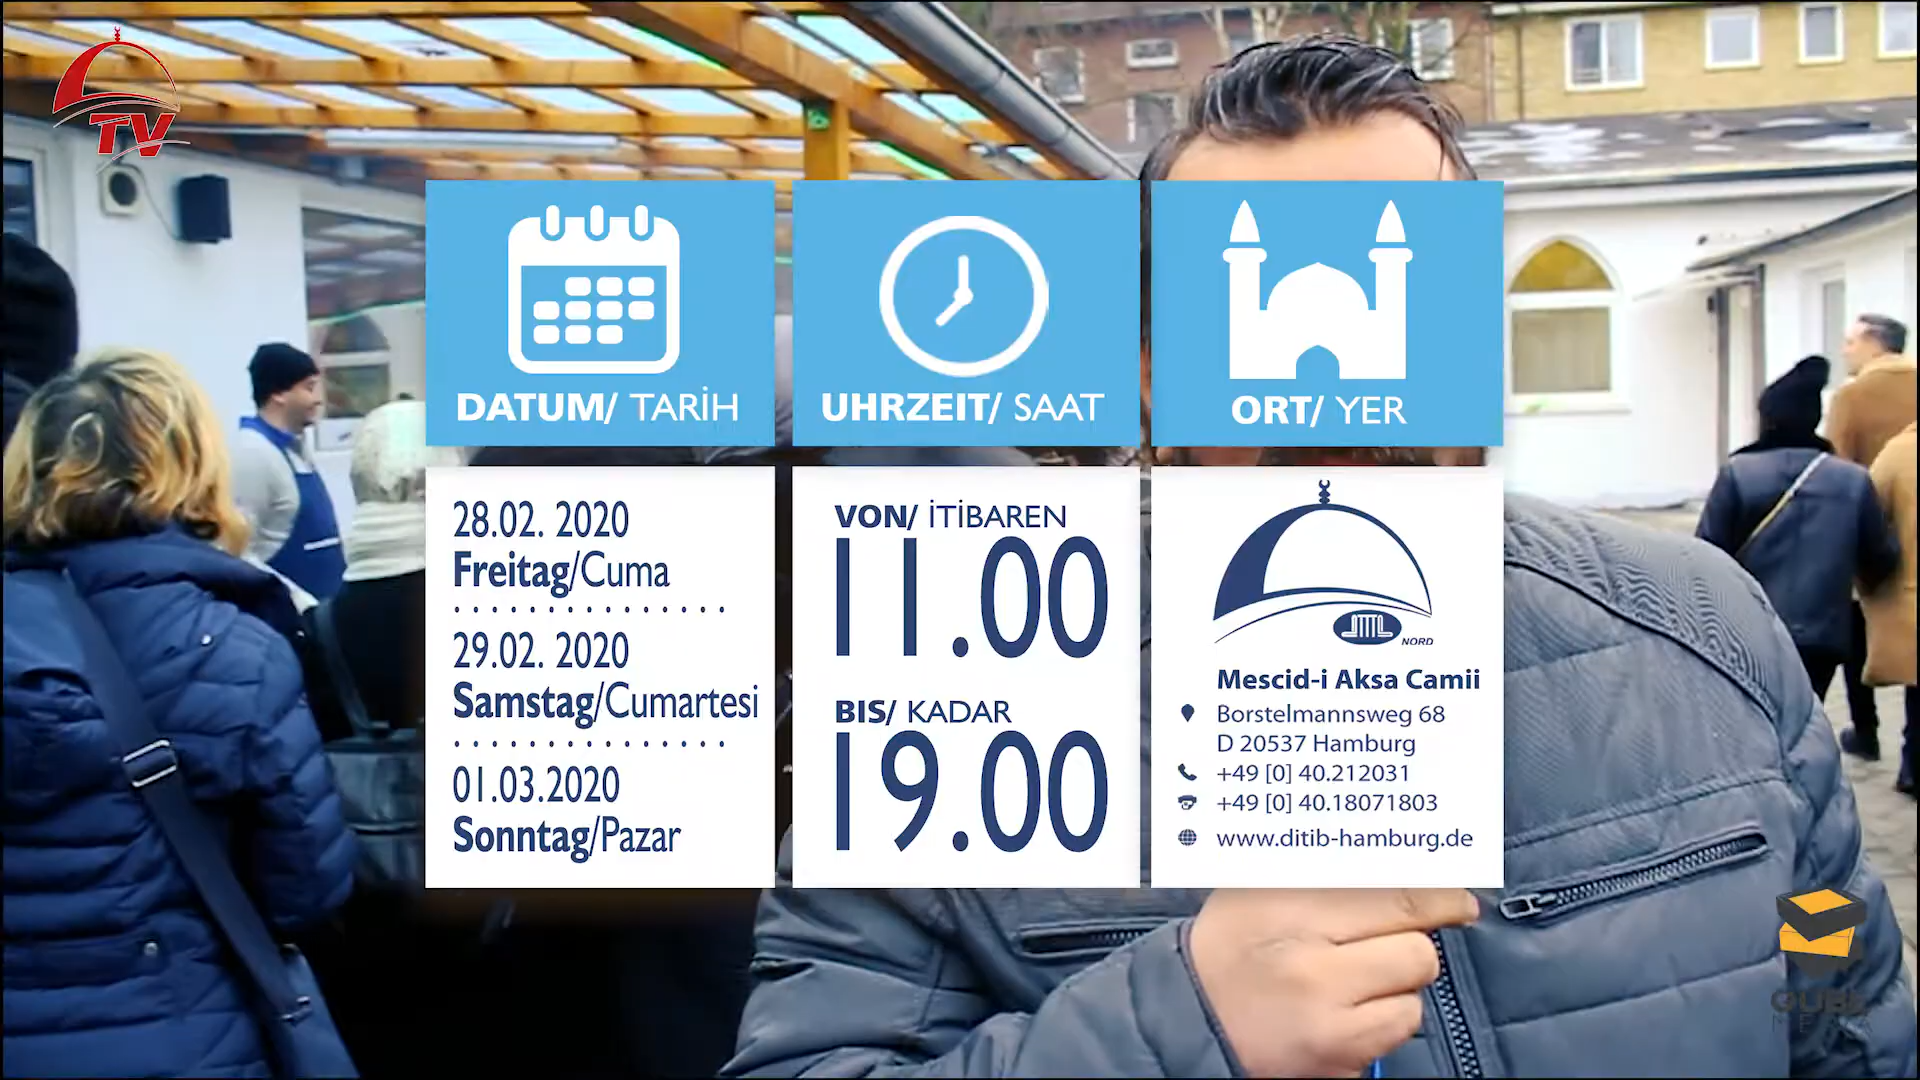 TV
DATUM/ TARİH
28.02. 2020
Freitag/Cuma
29.02. 2020
Samstag/Cumartesi
01.03.2020
Sonntag/Pazar
UHRZEIT/ SAAT
VON/ İTİBAREN
11.00
BIS/ KADAR
19.00
ORT/ YER
NORD
Mescid-i Aksa Camii
Borstelmannsweg 68
D 20537 Hamburg
+49 [0] 40.212031
+49 [0] 40.18071803
www.ditib-hamburg.de